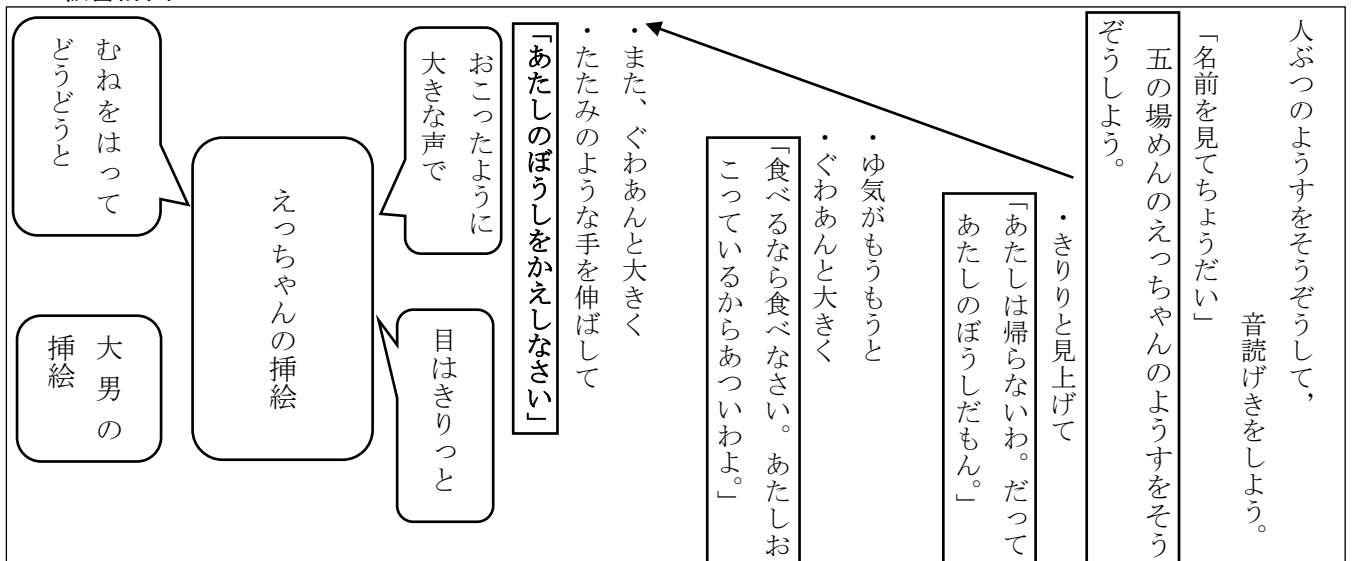 人ぶつのようすをそうぞうして、
音読げきをしよう。
「名前を見てちょうだい」
五の場めんのえっちゃんのようすをそう
ぞうしよう。
・きりりと見上げて
「あたしは帰らないわ。だって
あたしのぼうしだもん。」
・ゆ気がもうもうと
・ぐわあんと大きく
「食べるなら食べなさい。あたしお
こっているからあついわよ。」
・また、ぐわあんと大きく
・たたみのような手を伸ばして
「あたしのぼうしをかえしなさい」
おこったように
大きな声で
目はきりっと
えっちゃんの挿絵
むねをはって
どうどうと
大男の
挿絵